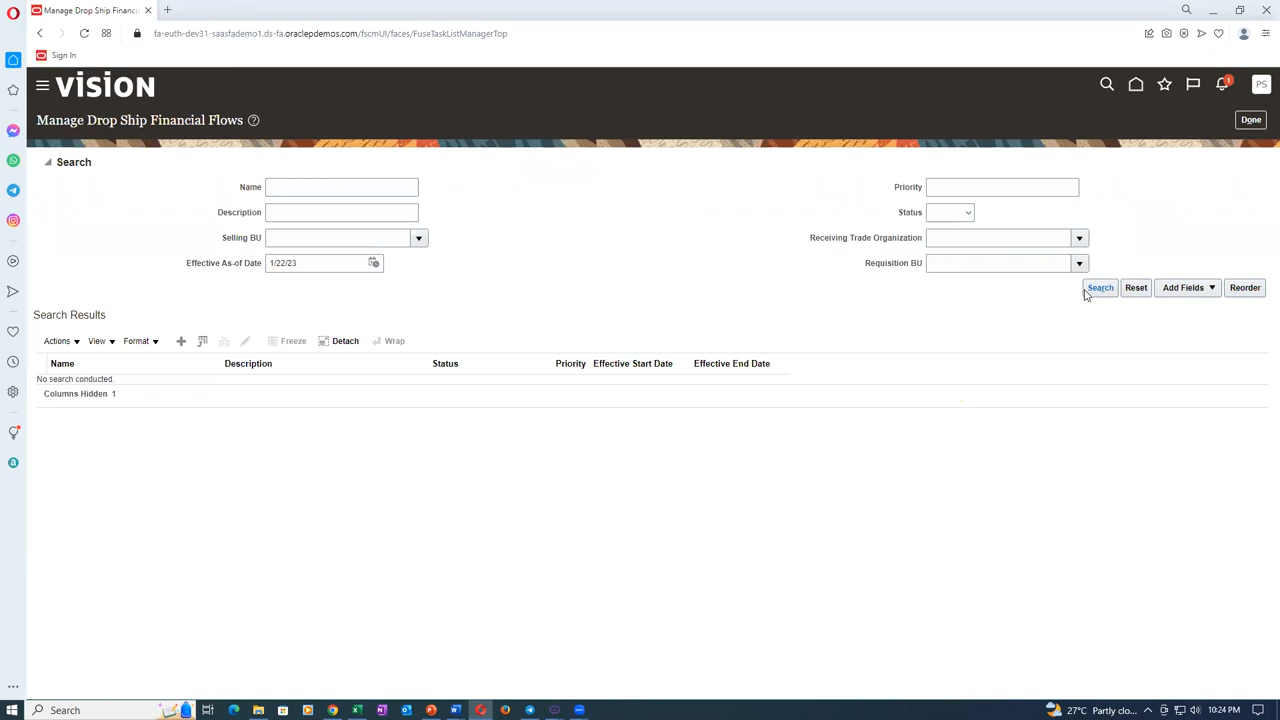 Manage Drop Ship Financi
fa-euth-dev31-saasfademo1.ds-fa.oraclepdemos.com/fscmUI/faces/FuseTaskListManagerTop
Sign In
VISION
1
PS
Manage Drop Ship Financial Flows
Done
Search
Name
Priority
Description
Status
Selling BU
Receiving Trade Organization
Effective As-of Date 1/22/23
Requisition BU
Search Reset Add Fields Reorder
Search Results
Actions View Format Freeze Detach Wrap
Name Description Status Priority Effective Start Date Effective End Date
No search conducted.
Columns Hidden 1
Search
27°C Partly clo... 10:24 PM